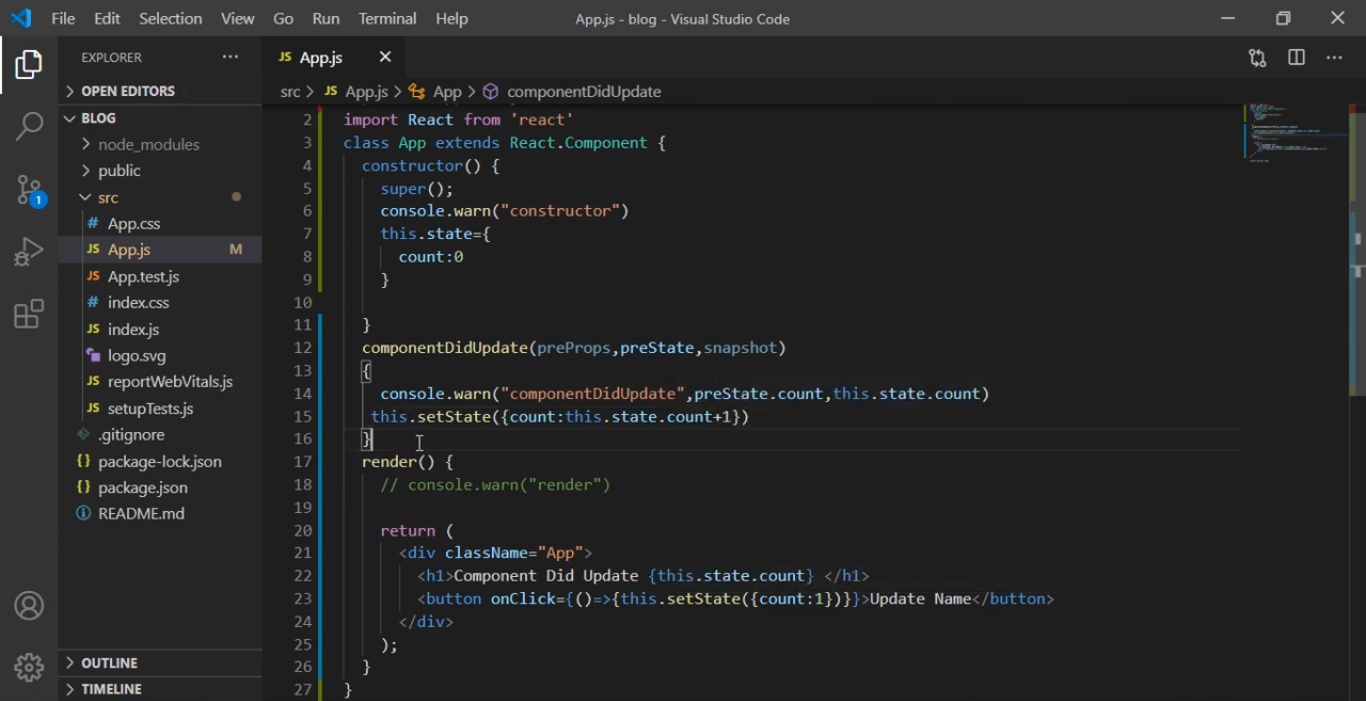 File Edit Selection View Go Run Terminal Help App.js - blog - Visual Studio Code
EXPLORER
OPEN EDITORS
BLOG
node_modules
public
src
# App.css
JS App.js M
JS App.test.js
# index.css
JS index.js
logo.svg
JS reportWebVitals.js
JS setupTests.js
.gitignore
{} package-lock.json
{} package.json
README.md
OUTLINE
TIMELINE
1
JS App.js
src > JS App.js > App > componentDidUpdate
2 import React from 'react'
3 class App extends React.Component {
4 constructor() {
5 super();
6 console.warn("constructor")
7 this.state={
8 count:0
9 }
10
11 }
12 componentDidUpdate(preProps,preState,snapshot)
13 {
14 console.warn("componentDidUpdate",preState.count,this.state.count)
15 this.setState({count:this.state.count+1})
16 }
17 render() {
18 // console.warn("render")
19
20 return (
21 <div className="App">
22 <h1>Component Did Update {this.state.count} </h1>
23 <button onClick={()=>{this.setState({count:1})}}>Update Name</button>
24 </div>
25 );
26 }
27 }